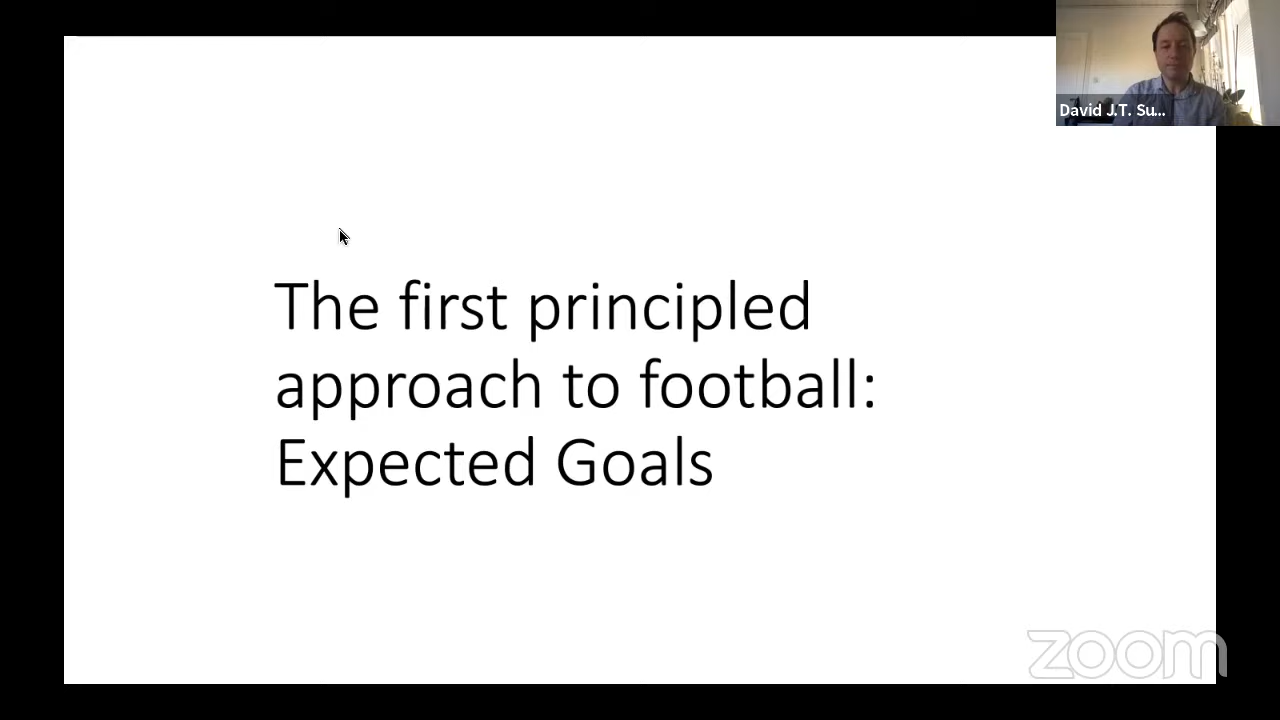 David J.T. Su...
The first principled
approach to football:
Expected Goals
zoom